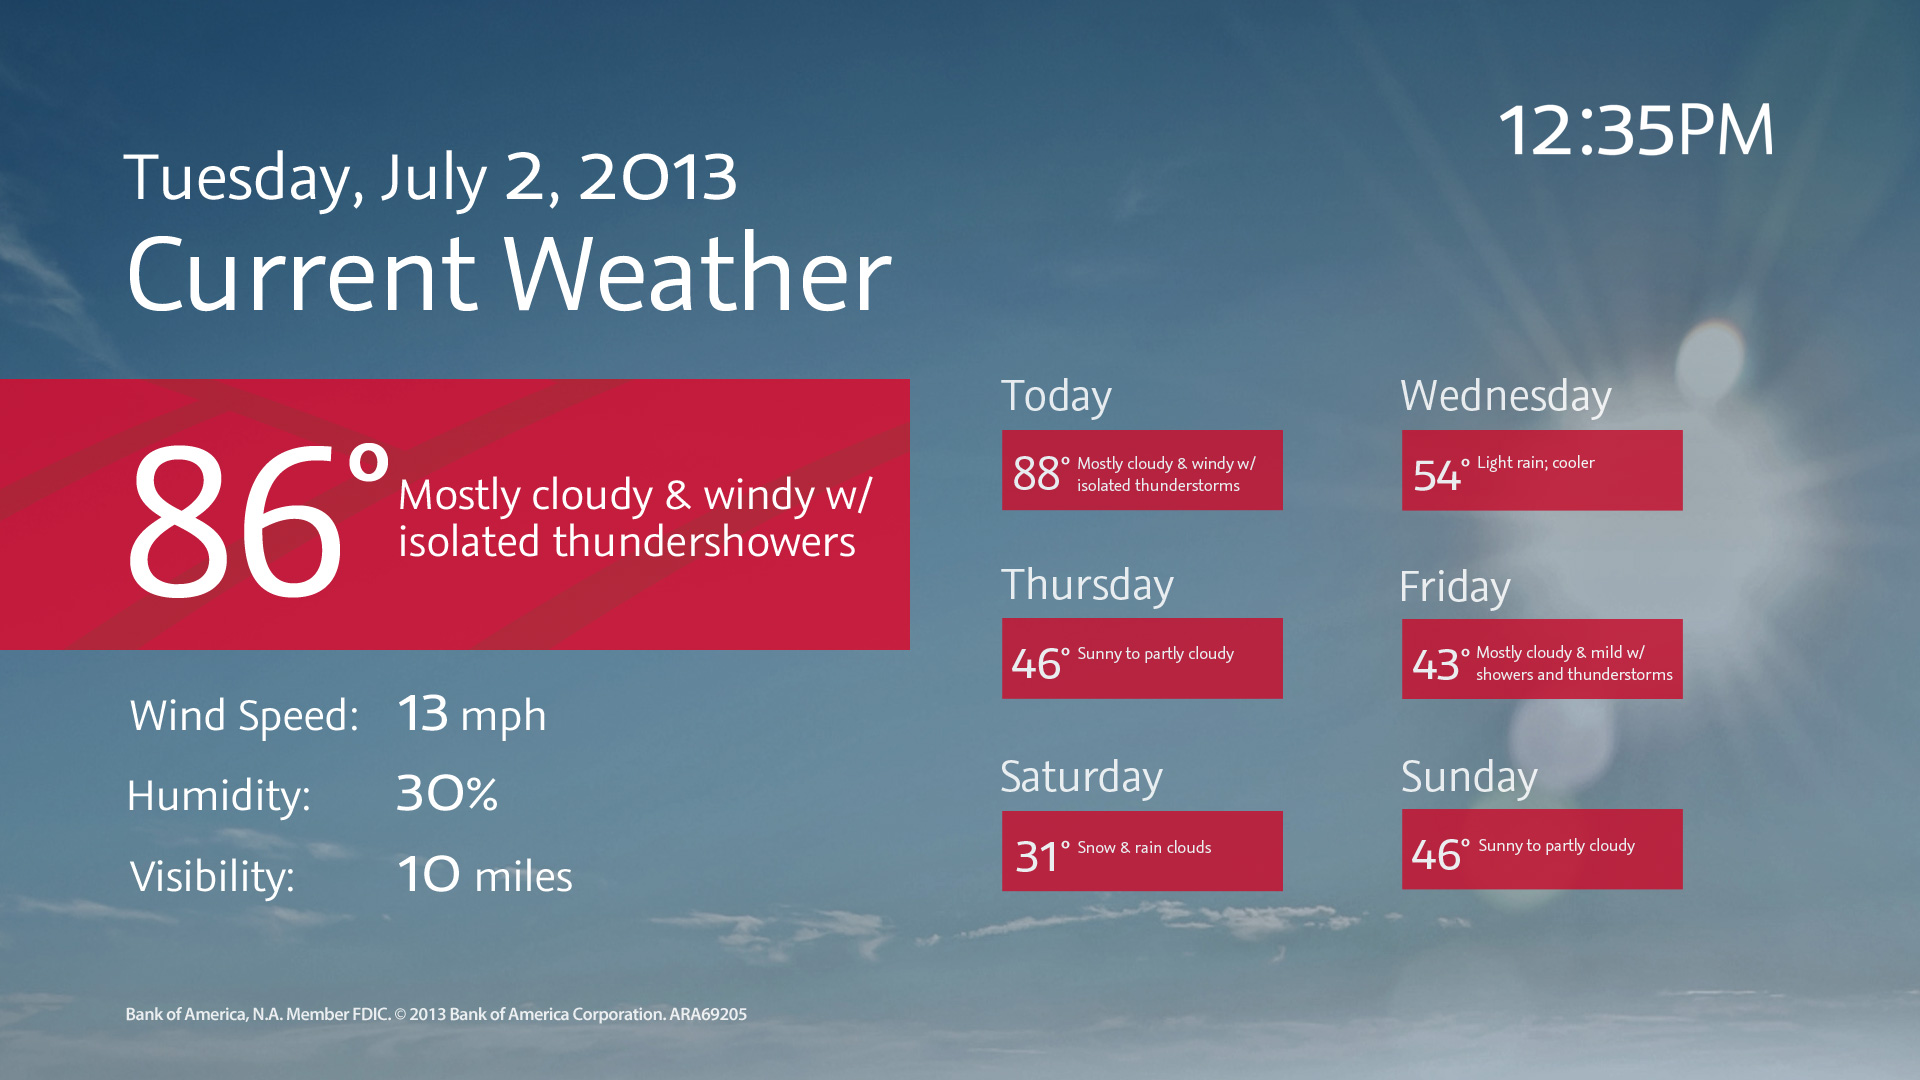 12:35PM
Tuesday, July 2, 2013
Current Weather
86° Mostly cloudy & windy w/
isolated thundershowers
Wind Speed: 13 mph
Humidity: 30%
Visibility: 10 miles
Today
88° Mostly cloudy & windy w/
isolated thunderstorms
Wednesday
54° Light rain; cooler
Thursday
46° Sunny to partly cloudy
Friday
43° Mostly cloudy & mild w/
showers and thunderstorms
Saturday
31° Snow & rain clouds
Sunday
46° Sunny to partly cloudy
Bank of America, N.A. Member FDIC. © 2013 Bank of America Corporation. ARA69205